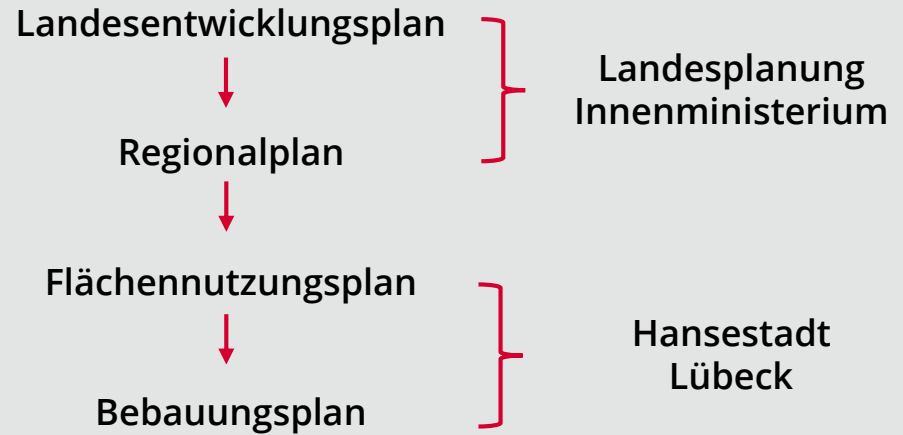 Landesentwicklungsplan
Landesplanung
Innenministerium
Regionalplan
Flächennutzungsplan
Hansestadt
Lübeck
Bebauungsplan